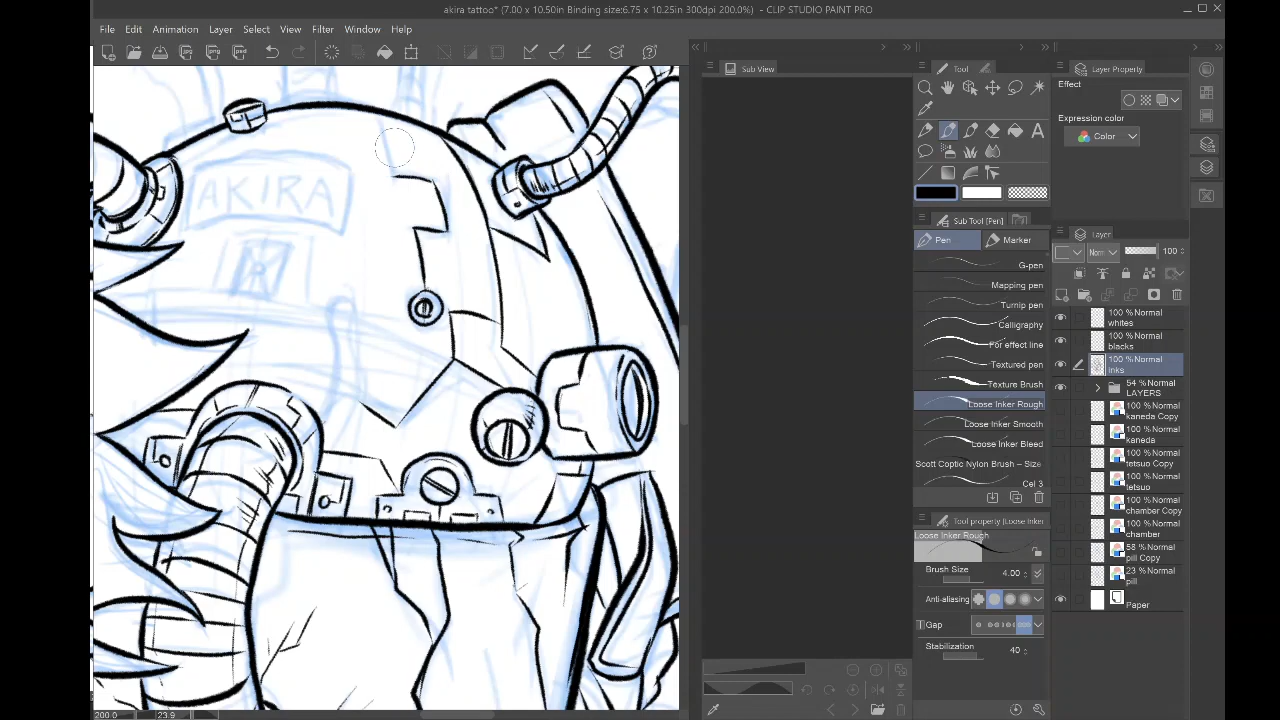 akira tattoo* (7.00 x 10.50in Binding size:6.75 x 10.25in 300dpi 200.0%) - CLIP STUDIO PAINT PRO
File Edit Animation Layer Select View Filter Window Help
Sub View
Tool
Layer Property
Effect
Expression color
Color
Sub Tool [Pen]
Pen
Marker
G-pen
Mapping pen
Turnip pen
Calligraphy
For effect line
Textured pen
Texture Brush
Loose Inker Rough
Loose Inker Smooth
Loose Inker Bleed
Scott Coptic Nylon Brush – Size
Cel 3
Tool property [Loose Inker
Loose Inker Rough
Brush Size 4.00
Anti-aliasing
Gap
Stabilization 40
Layer
Norm 100
100 %Normal
whites
100 %Normal
blacks
100 %Normal
inks
54 %Normal
LAYERS
100 %Normal
kaneda Copy
100 %Normal
keneda
100 %Normal
tetsuo Copy
100 %Normal
tetsuo
100 %Normal
chamber Copy
100 %Normal
chamber
58 %Normal
pill Copy
23 %Normal
pill
Paper
AKIRA
200.0 23.9